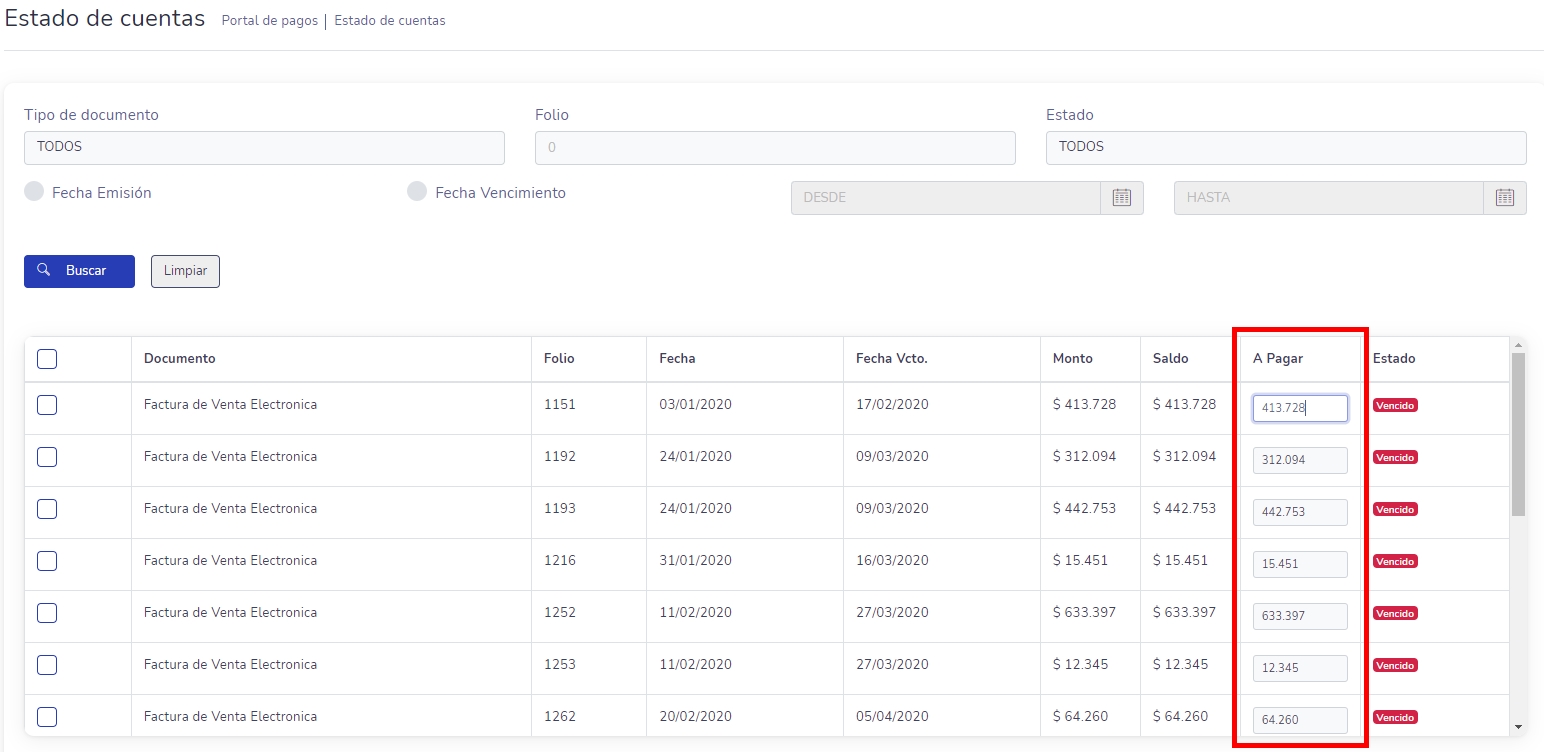 Estado de cuentas Portal de pagos | Estado de cuentas
Tipo de documento Folio Estado
TODOS 0 TODOS
Fecha Emisión Fecha Vencimiento DESDE HASTA
Buscar Limpiar
Documento Folio Fecha Fecha Vcto. Monto Saldo A Pagar Estado
Factura de Venta Electronica 1151 03/01/2020 17/02/2020 $ 413.728 $ 413.728 413.728 Vencido
Factura de Venta Electronica 1192 24/01/2020 09/03/2020 $ 312.094 $ 312.094 312.094 Vencido
Factura de Venta Electronica 1193 24/01/2020 09/03/2020 $ 442.753 $ 442.753 442.753 Vencido
Factura de Venta Electronica 1216 31/01/2020 16/03/2020 $ 15.451 $ 15.451 15.451 Vencido
Factura de Venta Electronica 1252 11/02/2020 27/03/2020 $ 633.397 $ 633.397 633.397 Vencido
Factura de Venta Electronica 1253 11/02/2020 27/03/2020 $ 12.345 $ 12.345 12.345 Vencido
Factura de Venta Electronica 1262 20/02/2020 05/04/2020 $ 64.260 $ 64.260 64.260 Vencido